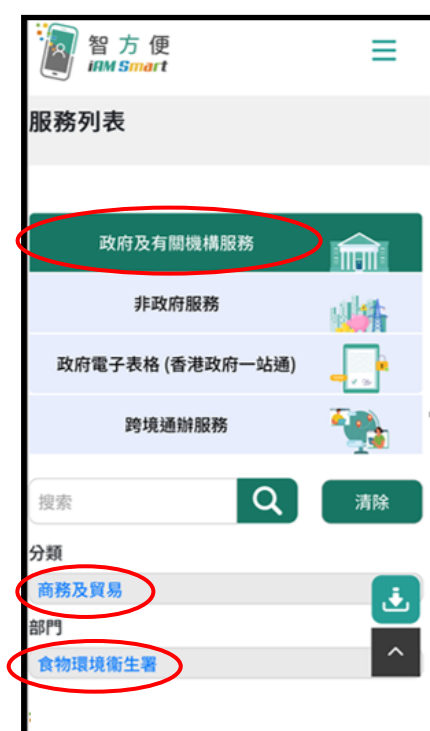 智方便
iAM Smart
服務列表
政府及有關機構服務
非政府服務
政府電子表格 (香港政府一站通)
跨境通辦服務
搜索
清除
分類
商務及貿易
部門
食物環境衞生署